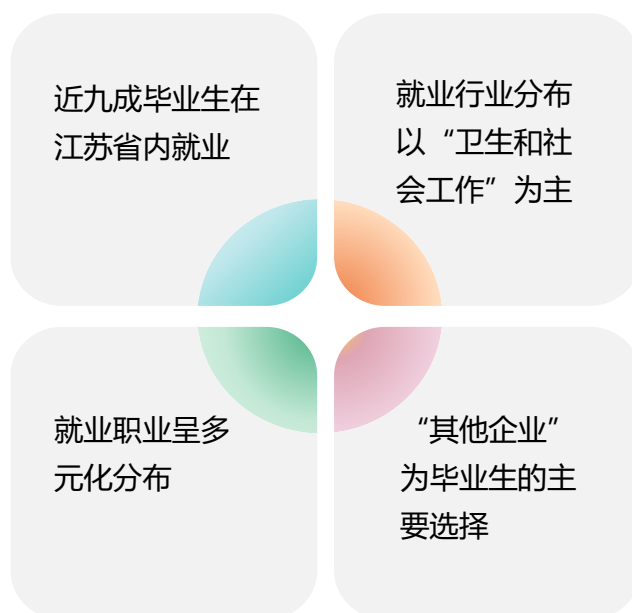 近九成毕业生在
江苏省内就业
就业行业分布
以“卫生和社
会工作”为主
就业职业呈多
元化分布
“其他企业”
为毕业生的主
要选择